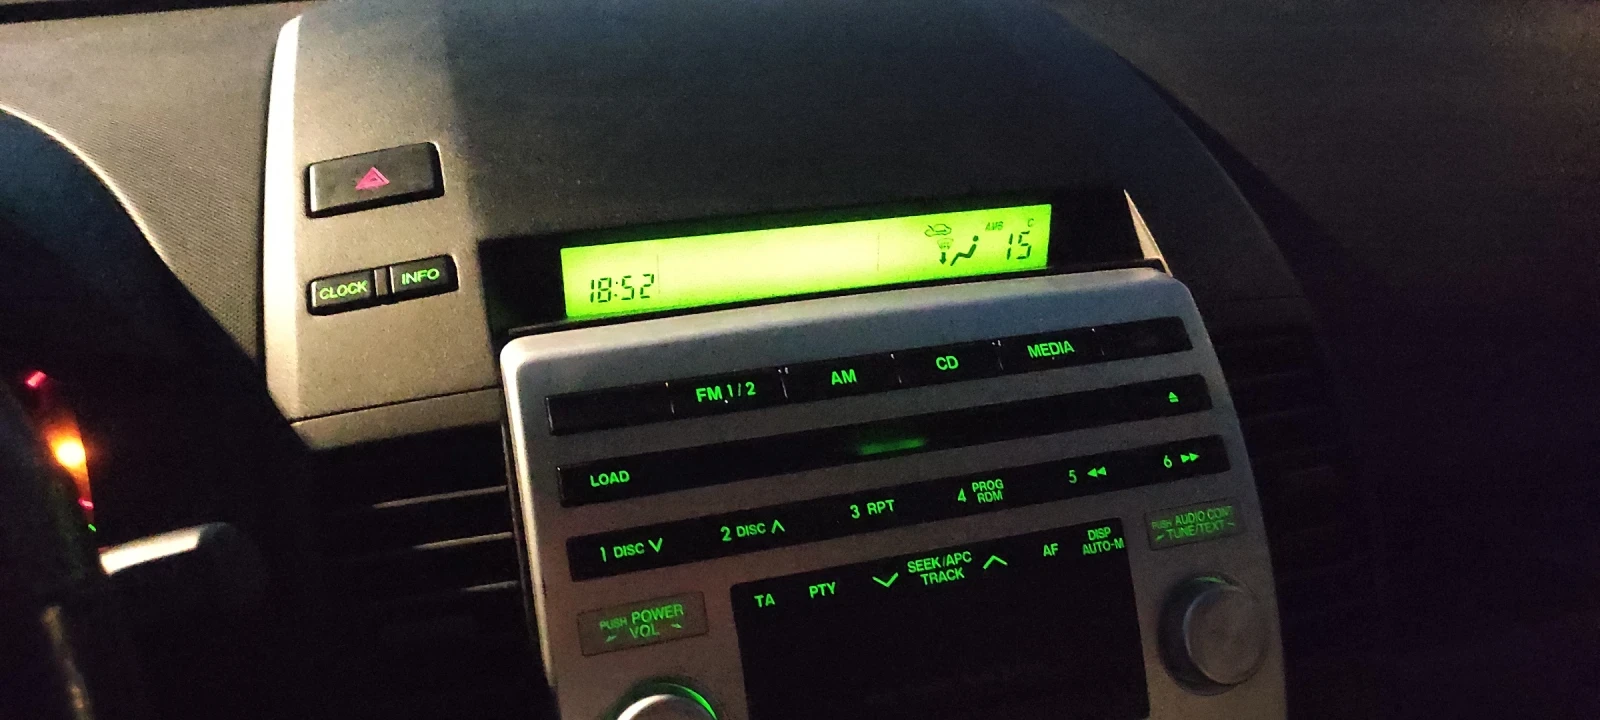 AMB C
18:52 15
CLOCK INFO
FM 1/2 AM CD MEDIA
LOAD
1 DISC 2 DISC 3 RPT 4 PROG RDM 5 6
PUSH AUDIO CONT
TUNE/TEXT
TA PTY SEEK/APC TRACK AF DISP AUTO-M
PUSH POWER
VOL